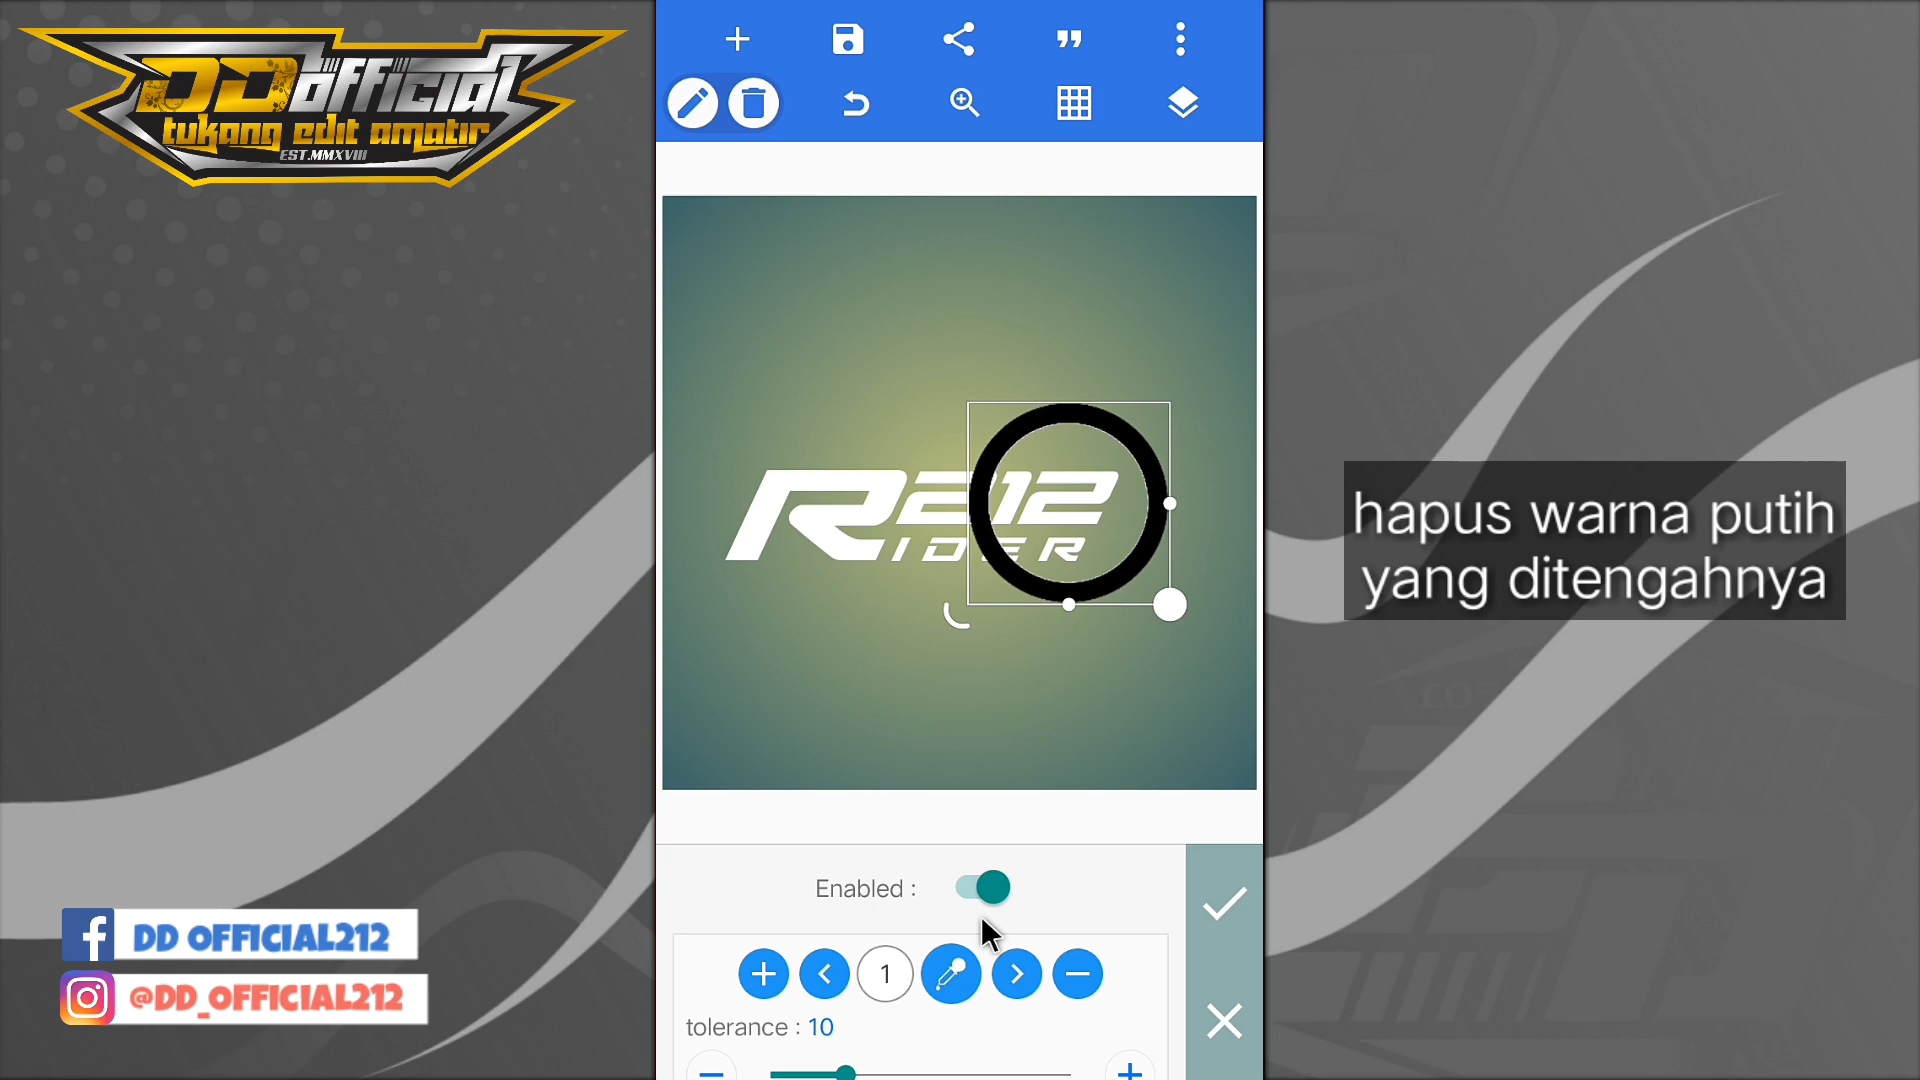 DD official
tukang edit amatir
EST.MMXVIII
R212
IDER
hapus warna putih
yang ditengahnya
Enabled :
1
tolerance : 10
f DD OFFICIAL212
@DD_OFFICIAL212